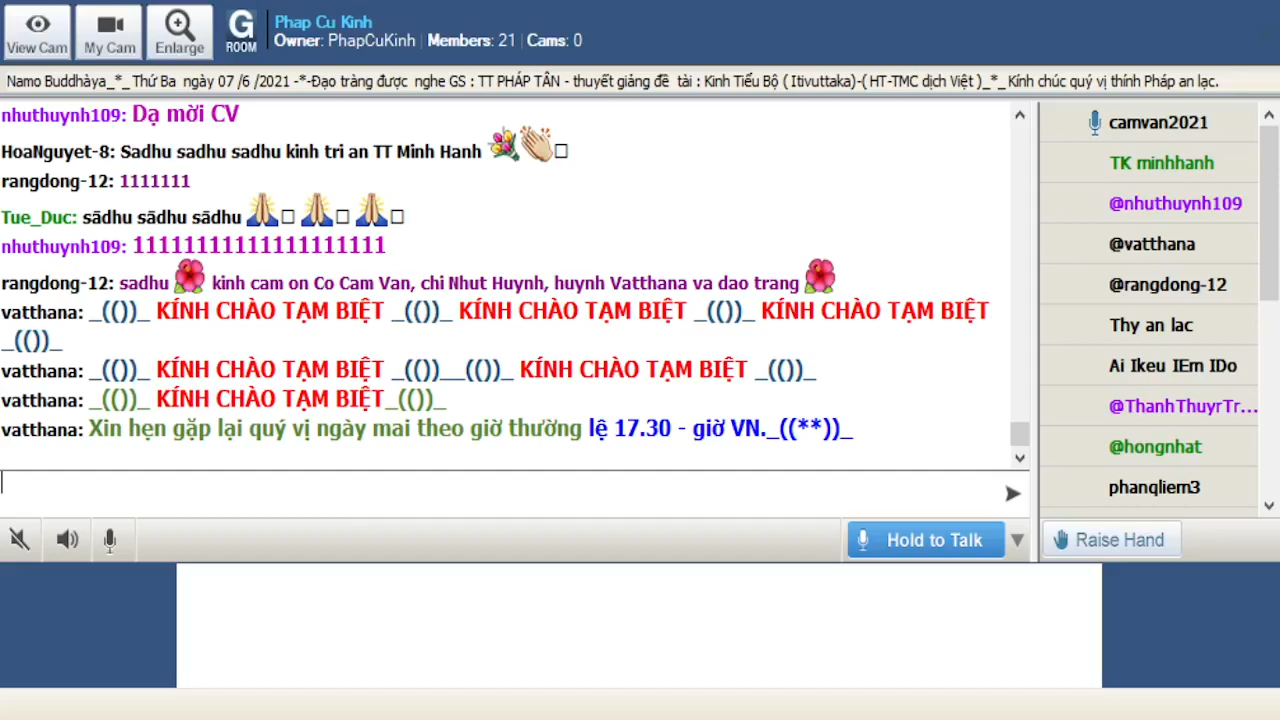 View Cam
My Cam
Enlarge
G
ROOM
Phap Cu Kinh
Owner: PhapCuKinh | Members: 21 | Cams: 0
Namo Buddhàya_*_Thứ Ba ngày 07 /6 /2021 -*-Đạo tràng được nghe GS : TT PHÁP TÂN - thuyết giảng đề tài : Kinh Tiểu Bộ ( Itivuttaka)-( HT-TMC dịch Việt )_*_Kính chúc quý vị thính Pháp an lạc.
nhuthuynh109: Dạ mời CV
HoaNguyet-8: Sadhu sadhu sadhu kinh tri an TT Minh Hanh
rangdong-12: 1111111
Tue_Duc: sādhu sādhu sādhu
nhuthuynh109: 11111111111111111111
rangdong-12: sadhu kinh cam on Co Cam Van, chi Nhut Huynh, huynh Vatthana va dao trang
vatthana: _(())_ KÍNH CHÀO TẠM BIỆT _(())_ KÍNH CHÀO TẠM BIỆT _(())_ KÍNH CHÀO TẠM BIỆT
_(())_
vatthana: _(())_ KÍNH CHÀO TẠM BIỆT _(())__(())_ KÍNH CHÀO TẠM BIỆT _(())_
vatthana: _(())_ KÍNH CHÀO TẠM BIỆT_(())_
vatthana: Xin hẹn gặp lại quý vị ngày mai theo giờ thường lệ 17.30 - giờ VN._((**))_
camvan2021
TK minhhanh
@nhuthuynh109
@vatthana
@rangdong-12
Thy an lac
Ai Ikeu IEm IDo
@ThanhThuyrTr...
@hongnhat
phanqliem3
Hold to Talk
Raise Hand